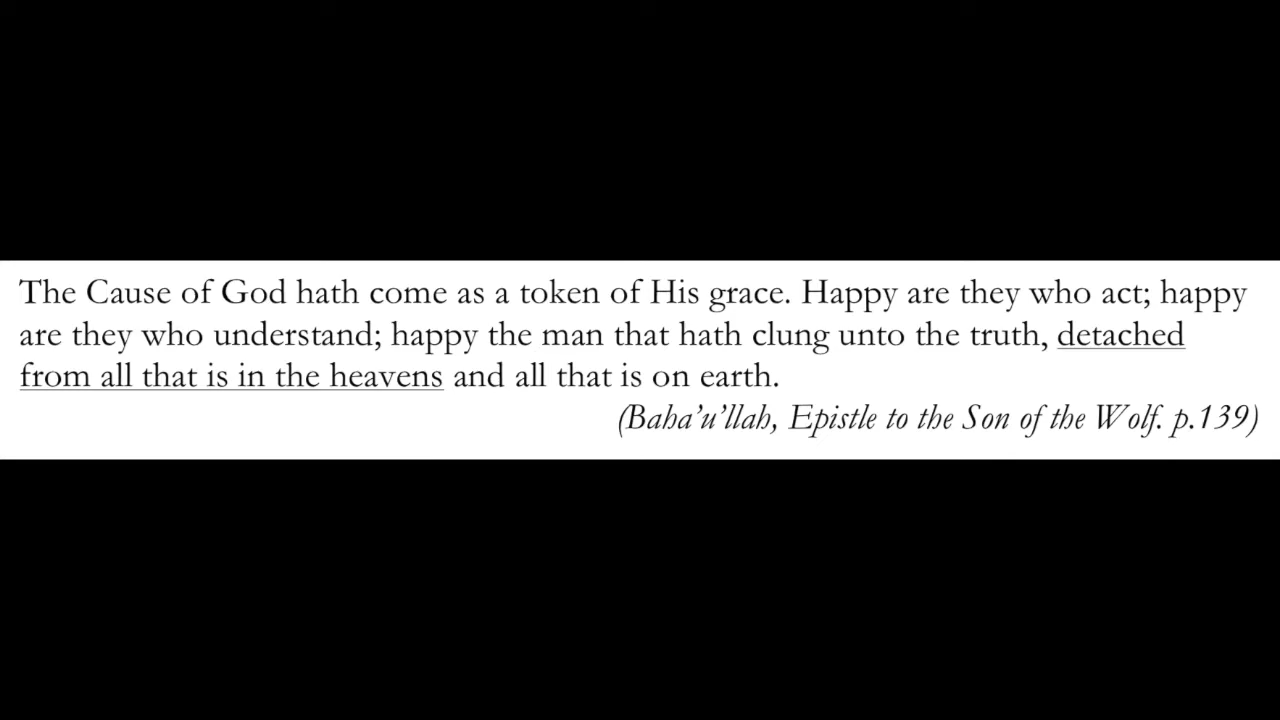 The Cause of God hath come as a token of His grace. Happy are they who act; happy
are they who understand; happy the man that hath clung unto the truth, detached
from all that is in the heavens and all that is on earth.
(Baha’u’llah, Epistle to the Son of the Wolf. p.139)